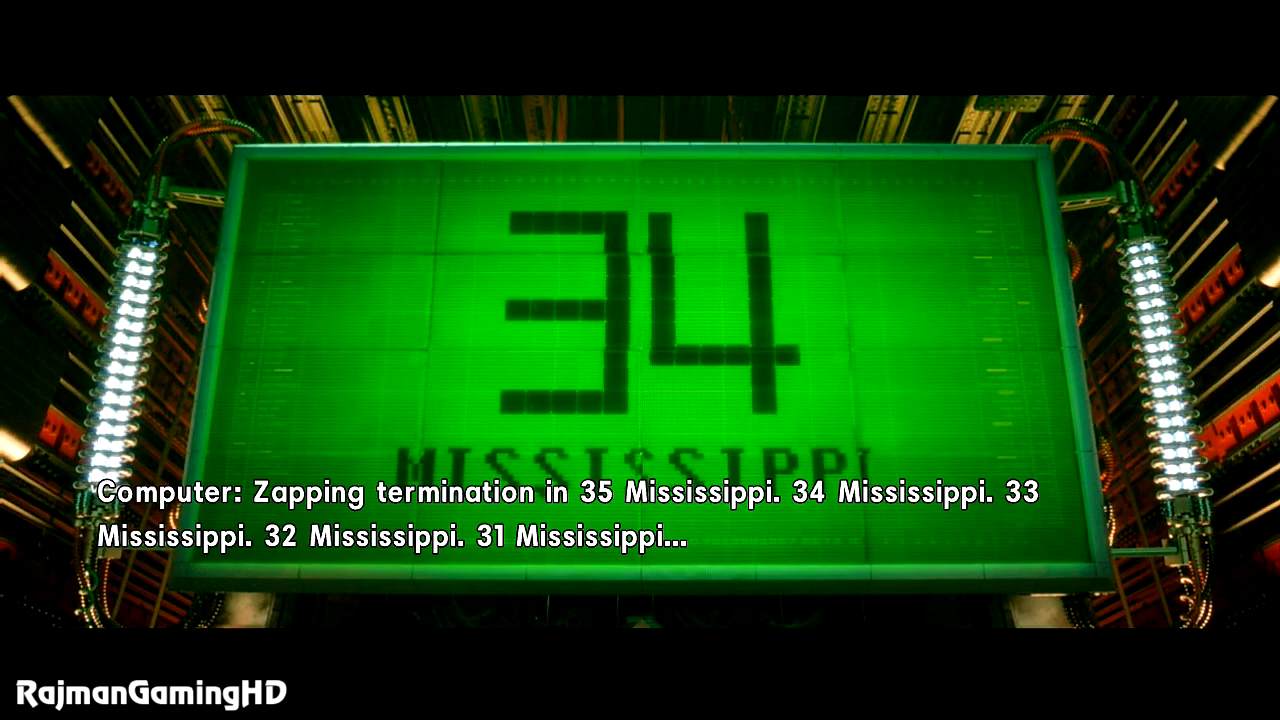 34
MISSISSIPPI
Computer: Zapping termination in 35 Mississippi. 34 Mississippi. 33
Mississippi. 32 Mississippi. 31 Mississippi...
RajmanGamingHD